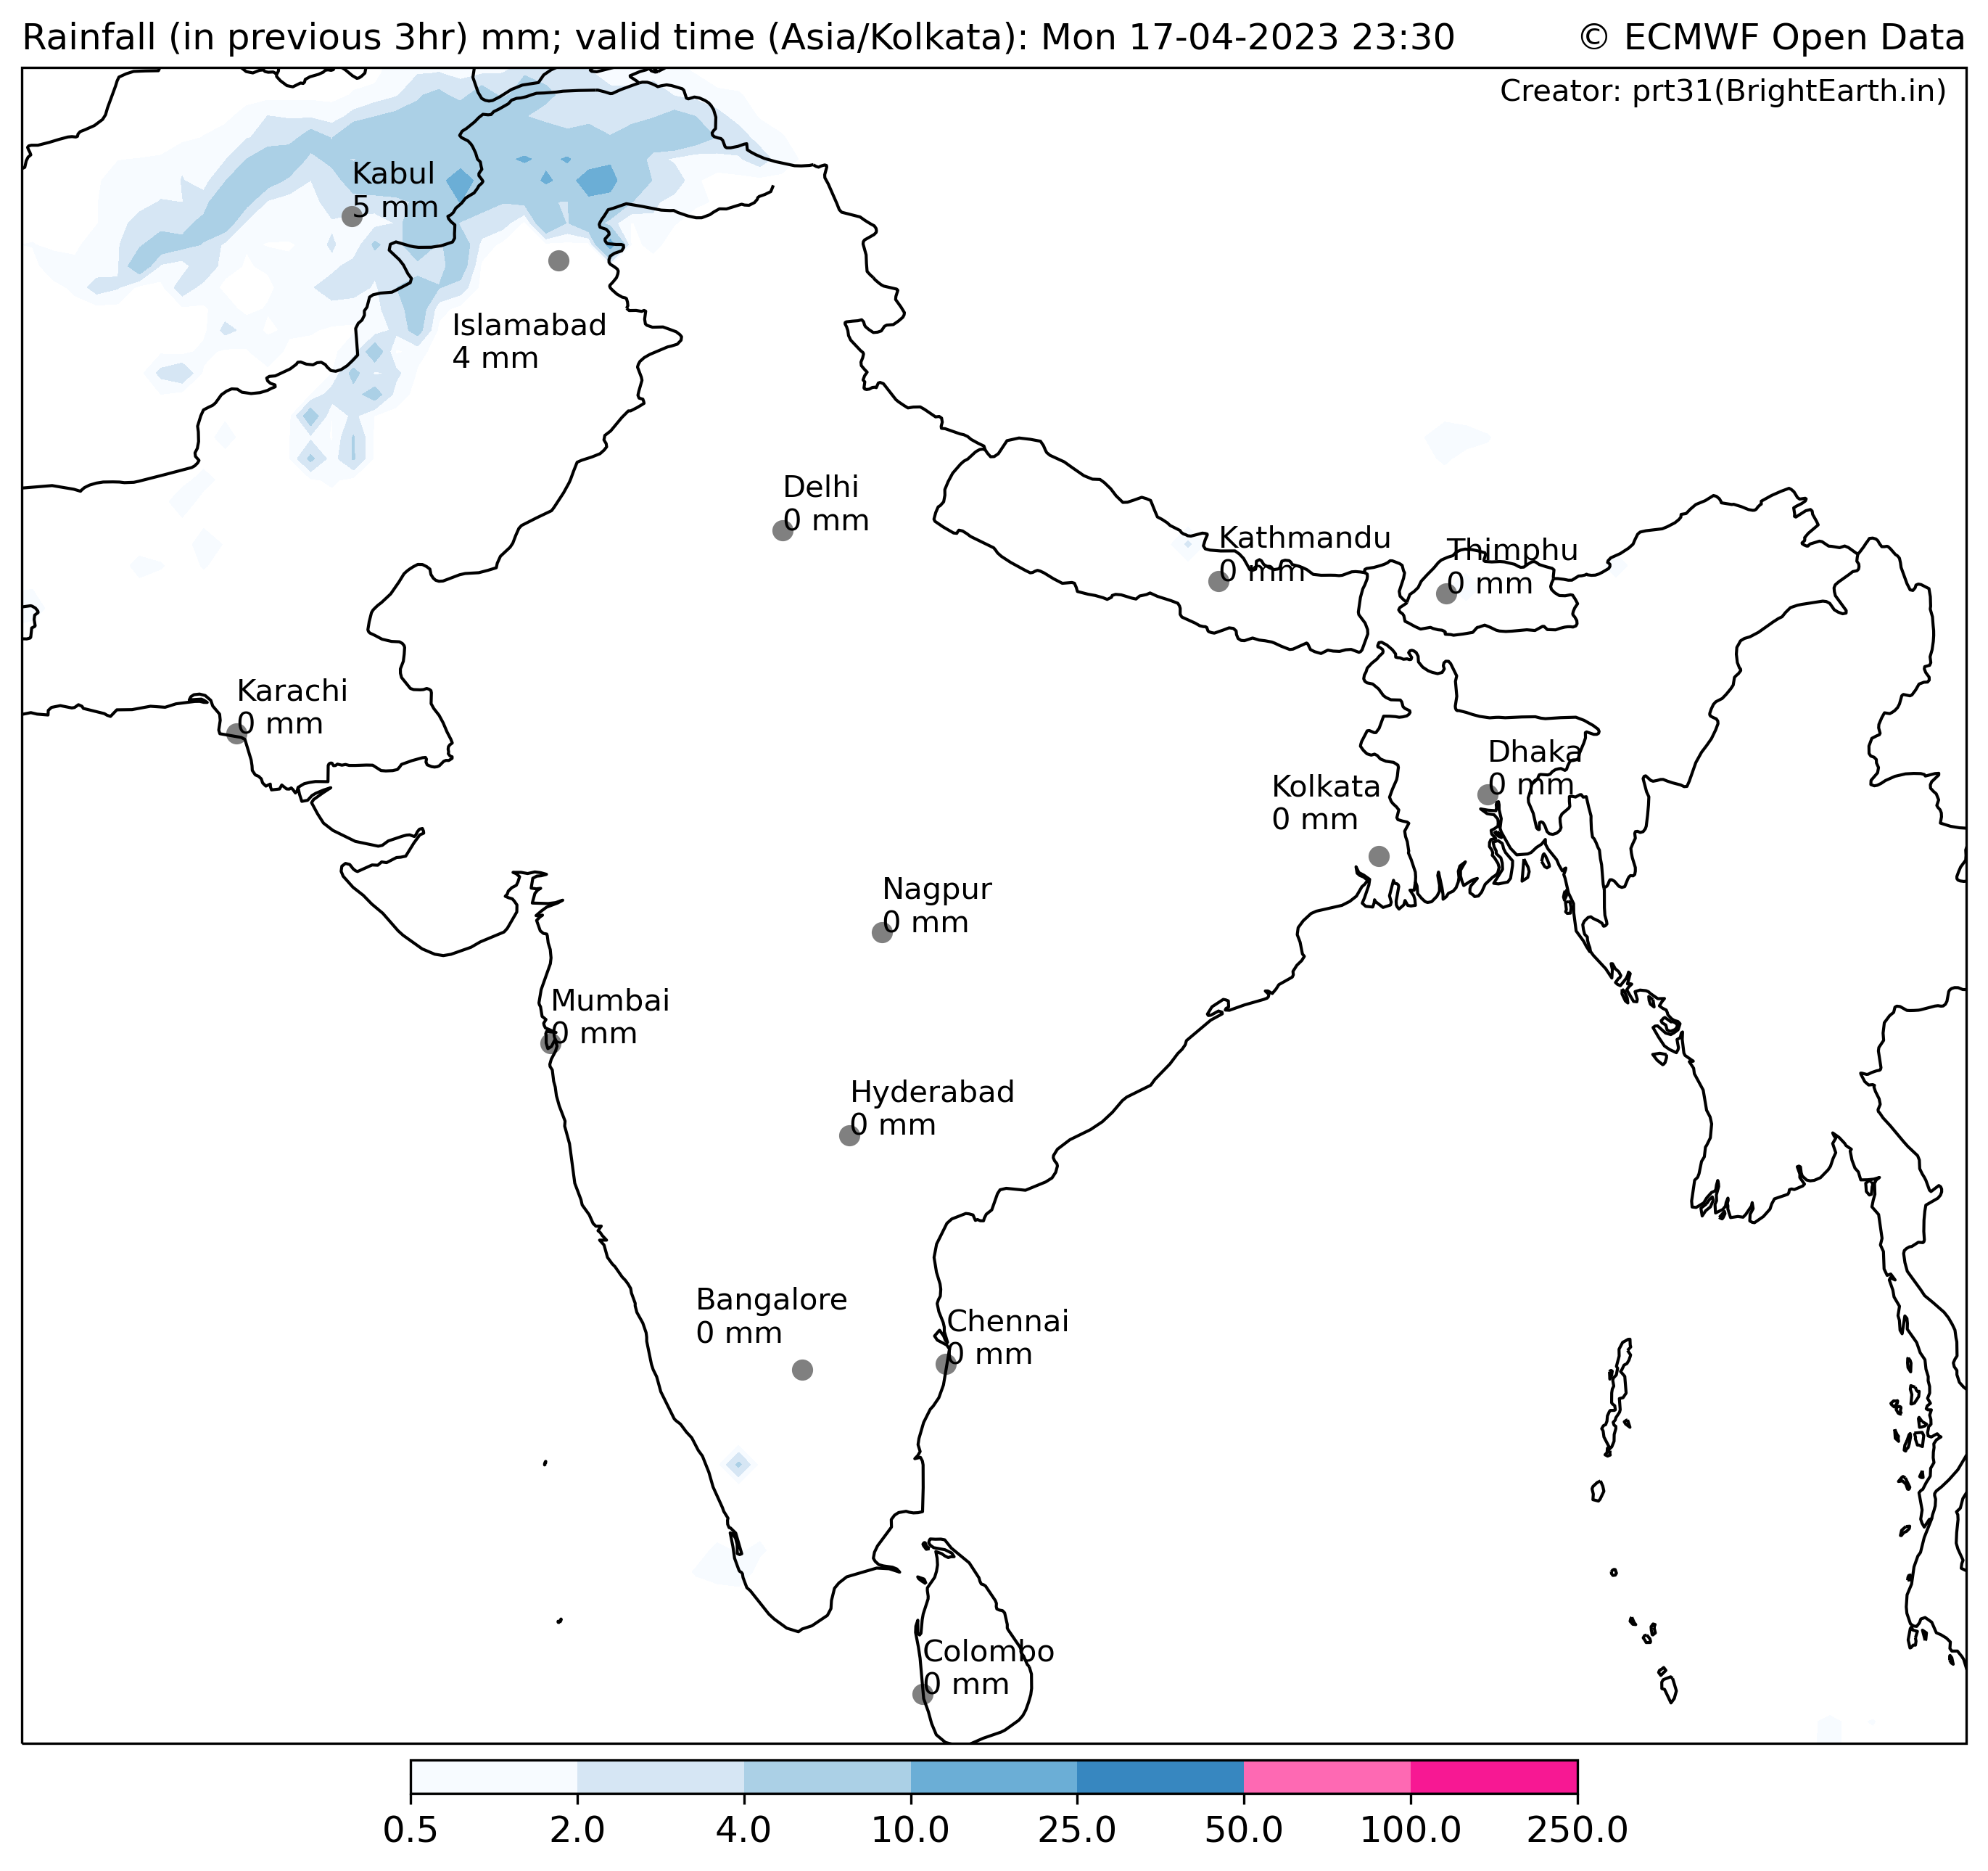 Rainfall (in previous 3hr) mm; valid time (Asia/Kolkata): Mon 17-04-2023 23:30
© ECMWF Open Data
Creator: prt31(BrightEarth.in)
Kabul
5 mm
Islamabad
4 mm
Delhi
0 mm
Kathmandu
0 mm
Thimphu
0 mm
Karachi
0 mm
Dhaka
0 mm
Kolkata
0 mm
Nagpur
0 mm
Mumbai
0 mm
Hyderabad
0 mm
Bangalore
0 mm
Chennai
0 mm
Colombo
0 mm
0.5 2.0 4.0 10.0 25.0 50.0 100.0 250.0